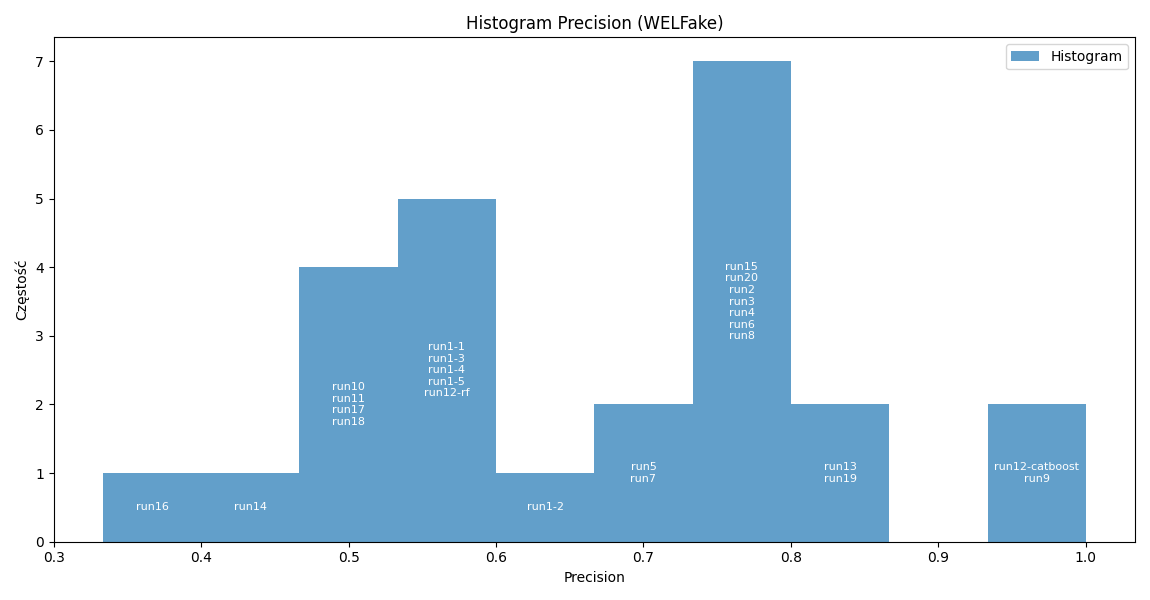 Histogram Precision (WELFake)
Histogram
Częstość
7
6
5
4
3
2
1
0
run16
run14
run10
run11
run17
run18
run1-1
run1-3
run1-4
run1-5
run12-rf
run1-2
run5
run7
run15
run20
run2
run3
run4
run6
run8
run13
run19
run12-catboost
run9
0.3 0.4 0.5 0.6 0.7 0.8 0.9 1.0
Precision